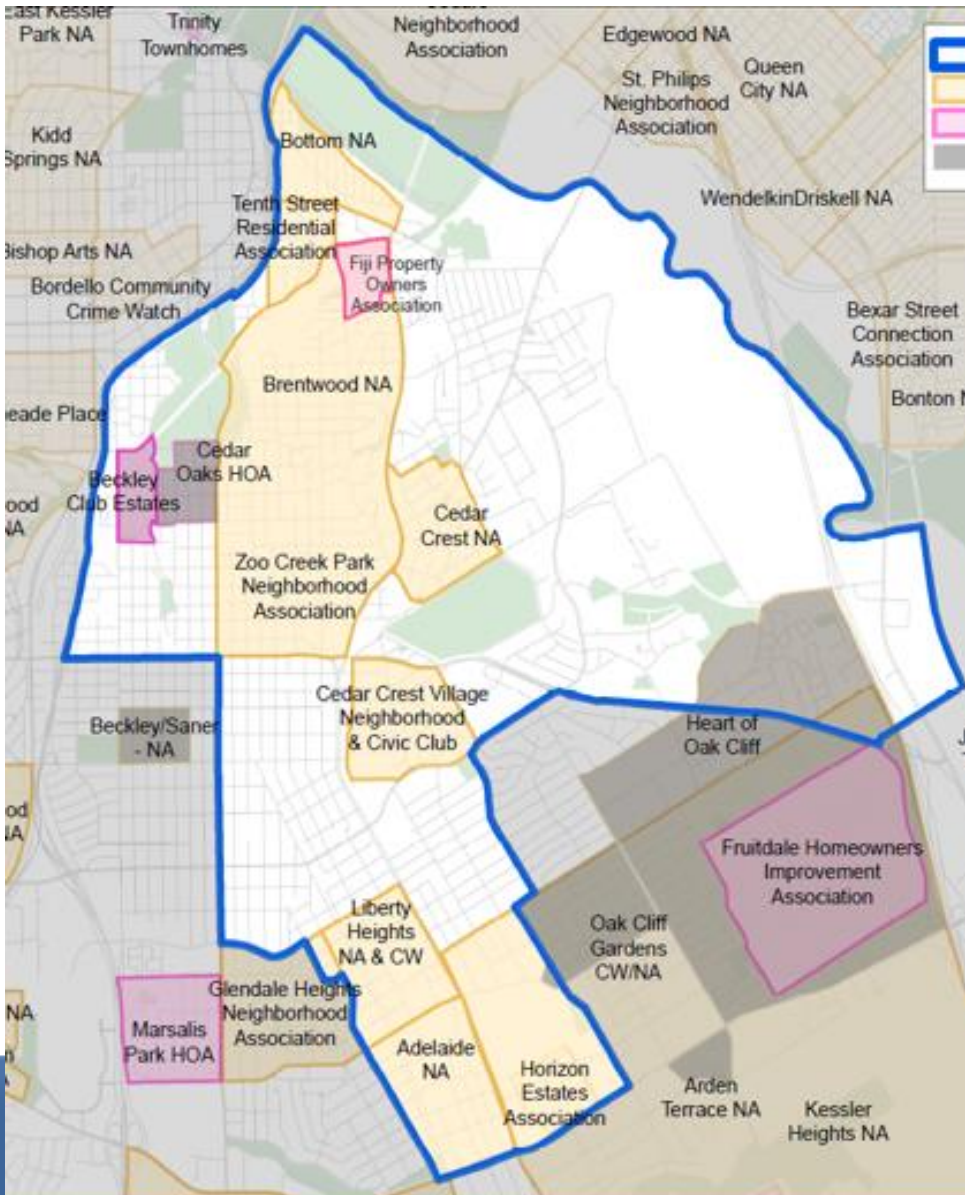 East Kessler
Park NA
Trinity
Townhomes
Neighborhood
Association
Edgewood NA
Queen
City NA
St. Philips
Neighborhood
Association
Kidd
Springs NA
Bottom NA
WendelkinDriskell NA
Tenth Street
Residential
Association
Bishop Arts NA
Fiji Property
Owners
Association
Bordello Community
Crime Watch
Bexar Street
Connection
Association
Brentwood NA
Bonton
eade Place
Cedar
Oaks HOA
Beckley
Club Estates
ood
NA
Cedar
Crest NA
Zoo Creek Park
Neighborhood
Association
Cedar Crest Village
Neighborhood
& Civic Club
Beckley/Saner
- NA
Heart of
Oak Cliff
J
od
NA
Fruitdale Homeowners
Improvement
Association
Liberty
Heights
NA & CW
Oak Cliff
Gardens
CW/NA
Glendale Heights
Neighborhood
Association
NA
Marsalis
Park HOA
Adelaide
NA
Horizon
Estates
Association
Arden
Terrace NA
Kessler
Heights NA